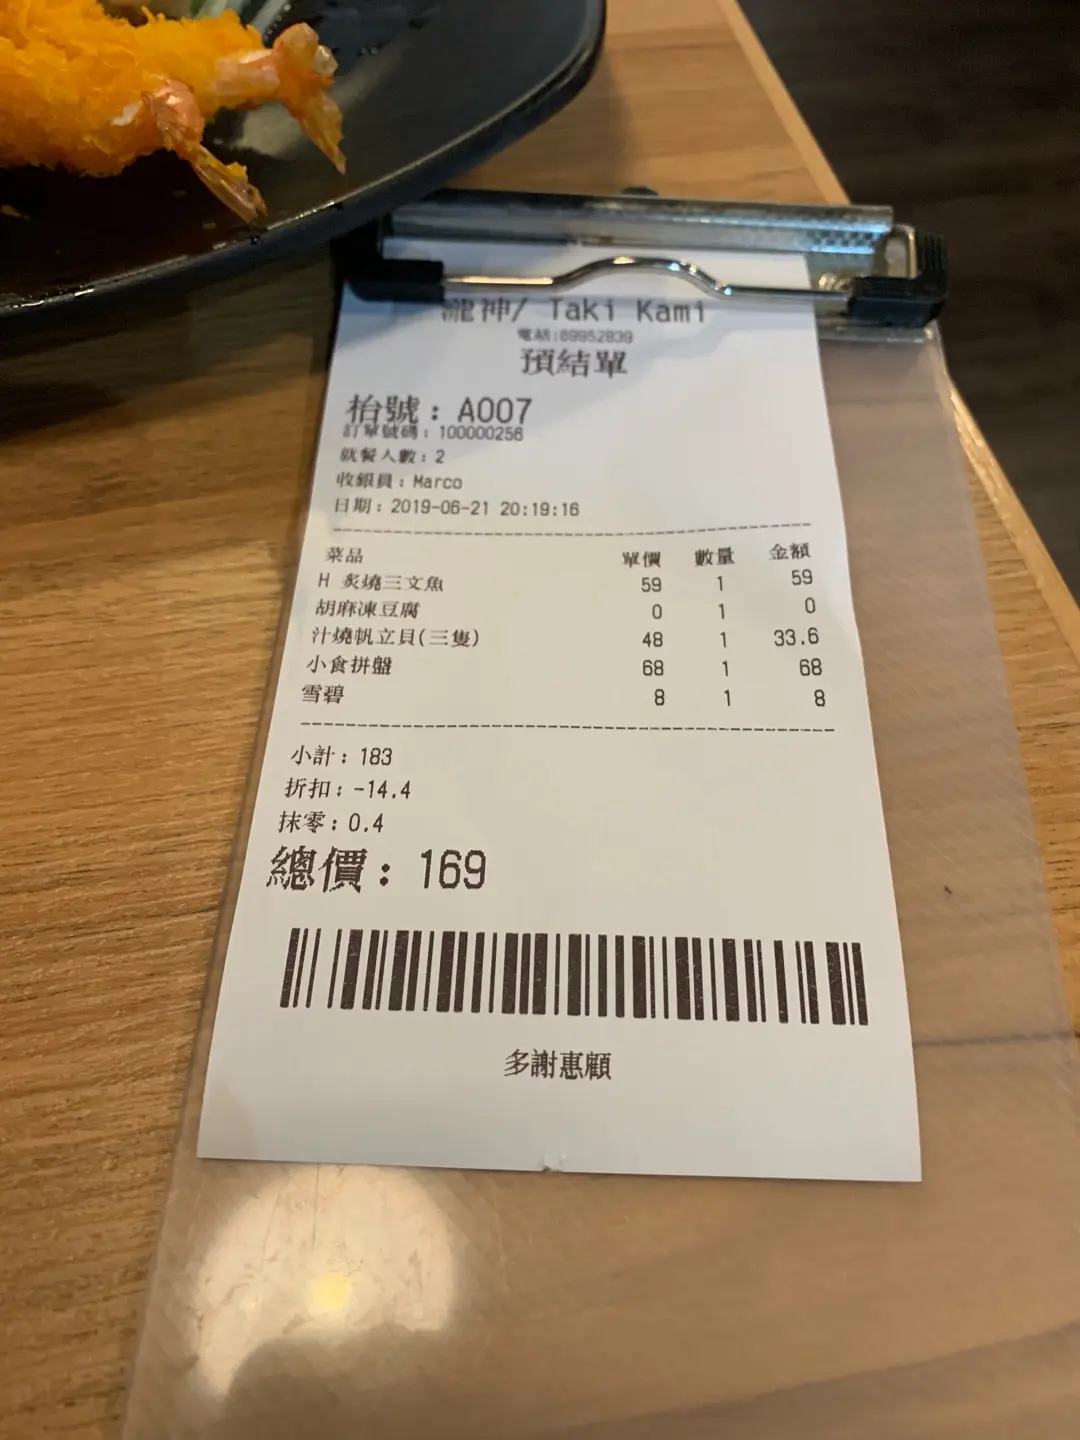 瀧神/ Taki Kami
電話:69952839
預結單
枱號: A007
訂單號碼: 100000256
就餐人數: 2
收銀員: Marco
日期: 2019-06-21 20:19:16
菜品 單價 數量 金額
H 炙燒三文魚 59 1 59
胡麻凍豆腐 0 1 0
汁燒帆立貝(三隻) 48 1 33.6
小食拼盤 68 1 68
雪碧 8 1 8
小計: 183
折扣: -14.4
抹零: 0.4
總價: 169
多謝惠顧